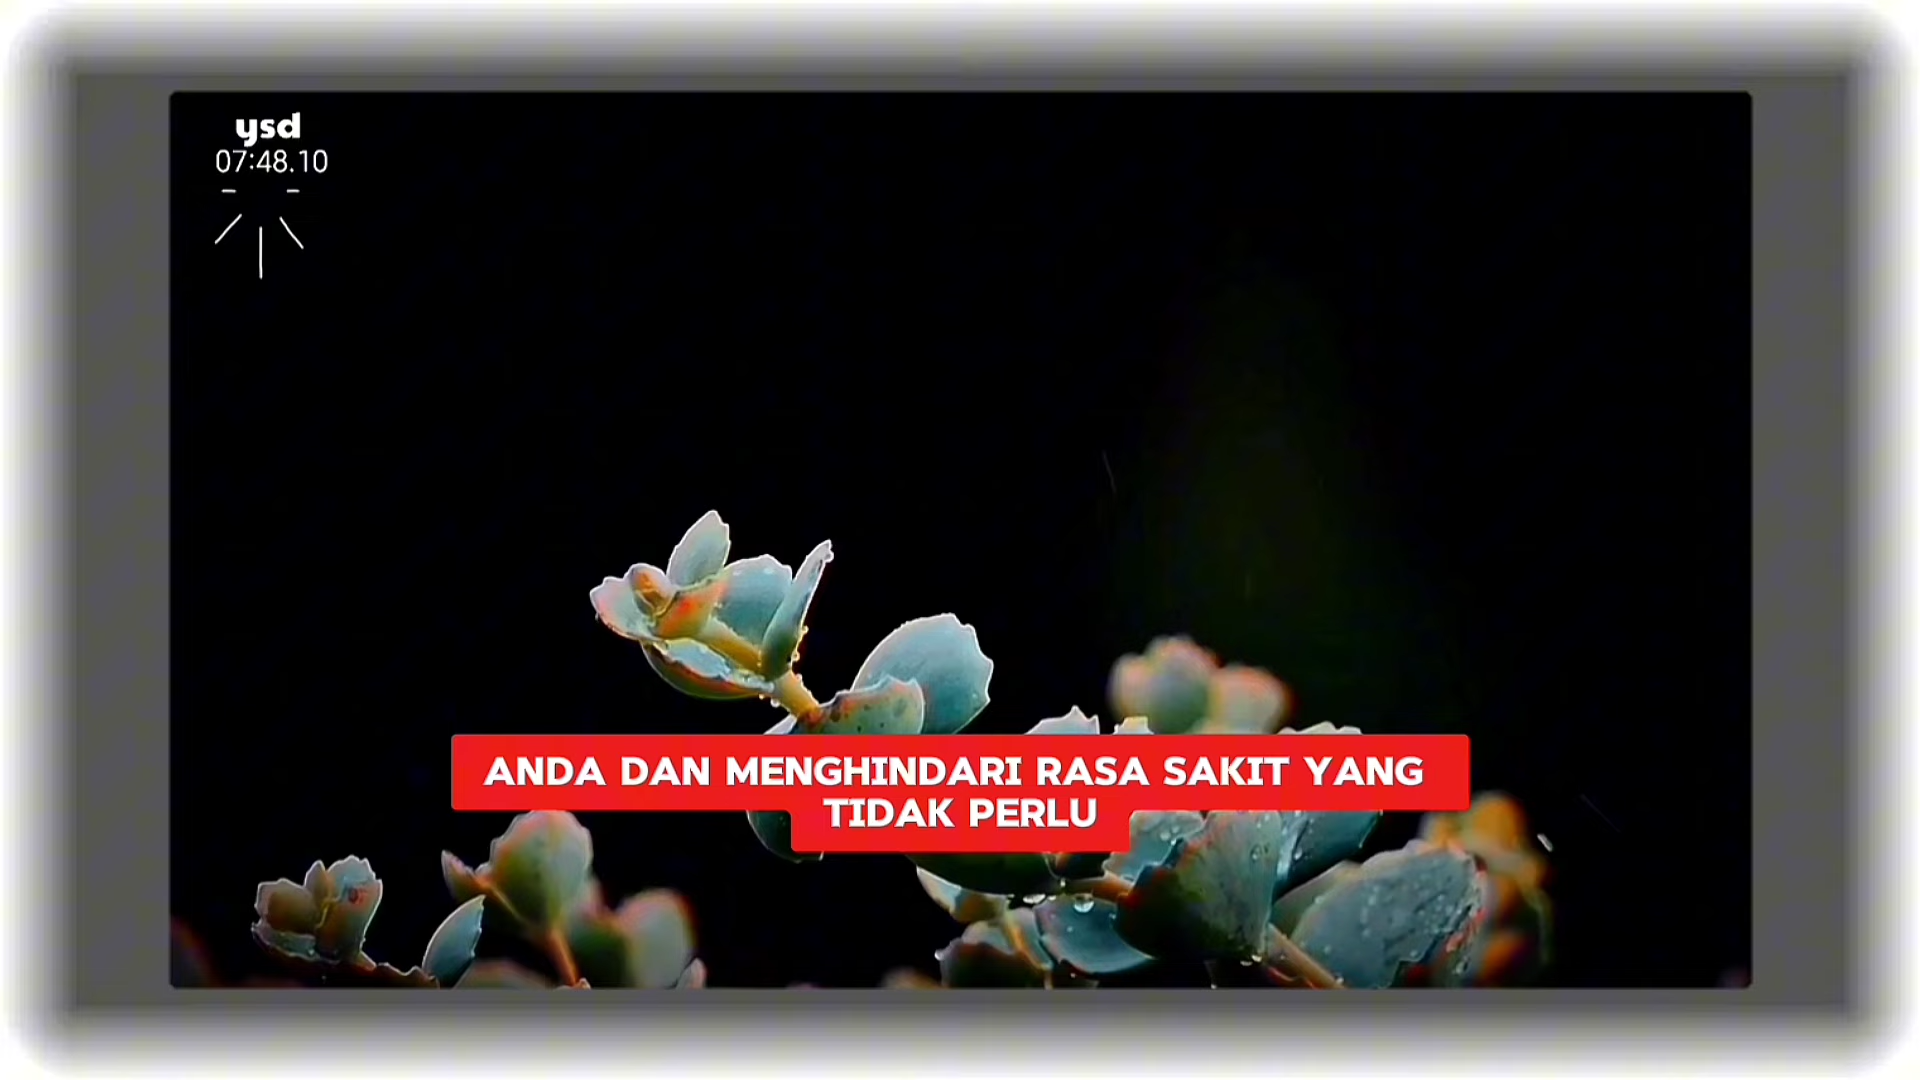 ysd
07:48.10
ANDA DAN MENGHINDARI RASA SAKIT YANG
TIDAK PERLU